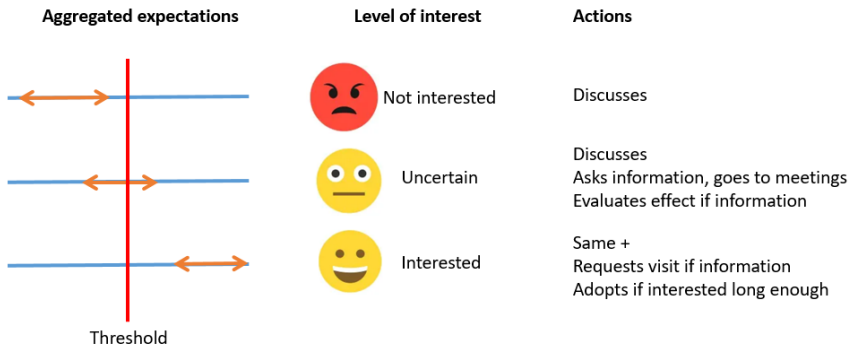 Aggregated expectations
Level of interest
Actions
Not interested
Discusses
Uncertain
Discusses
Asks information, goes to meetings
Evaluates effect if information
Interested
Same +
Requests visit if information
Adopts if interested long enough
Threshold